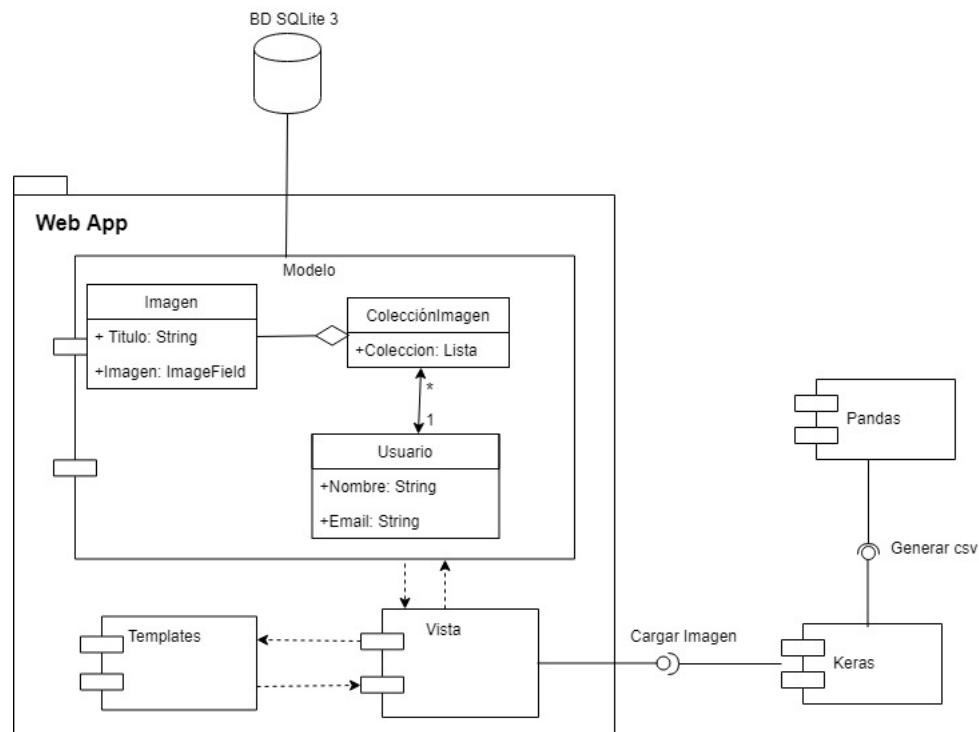 BD SQLite 3
Web App
Modelo
Imagen
+ Titulo: String
+Imagen: ImageField
ColecciónImagen
+Coleccion: Lista
*
1
Usuario
+Nombre: String
+Email: String
Pandas
Generar csv
Templates
Vista
Cargar Imagen
Keras